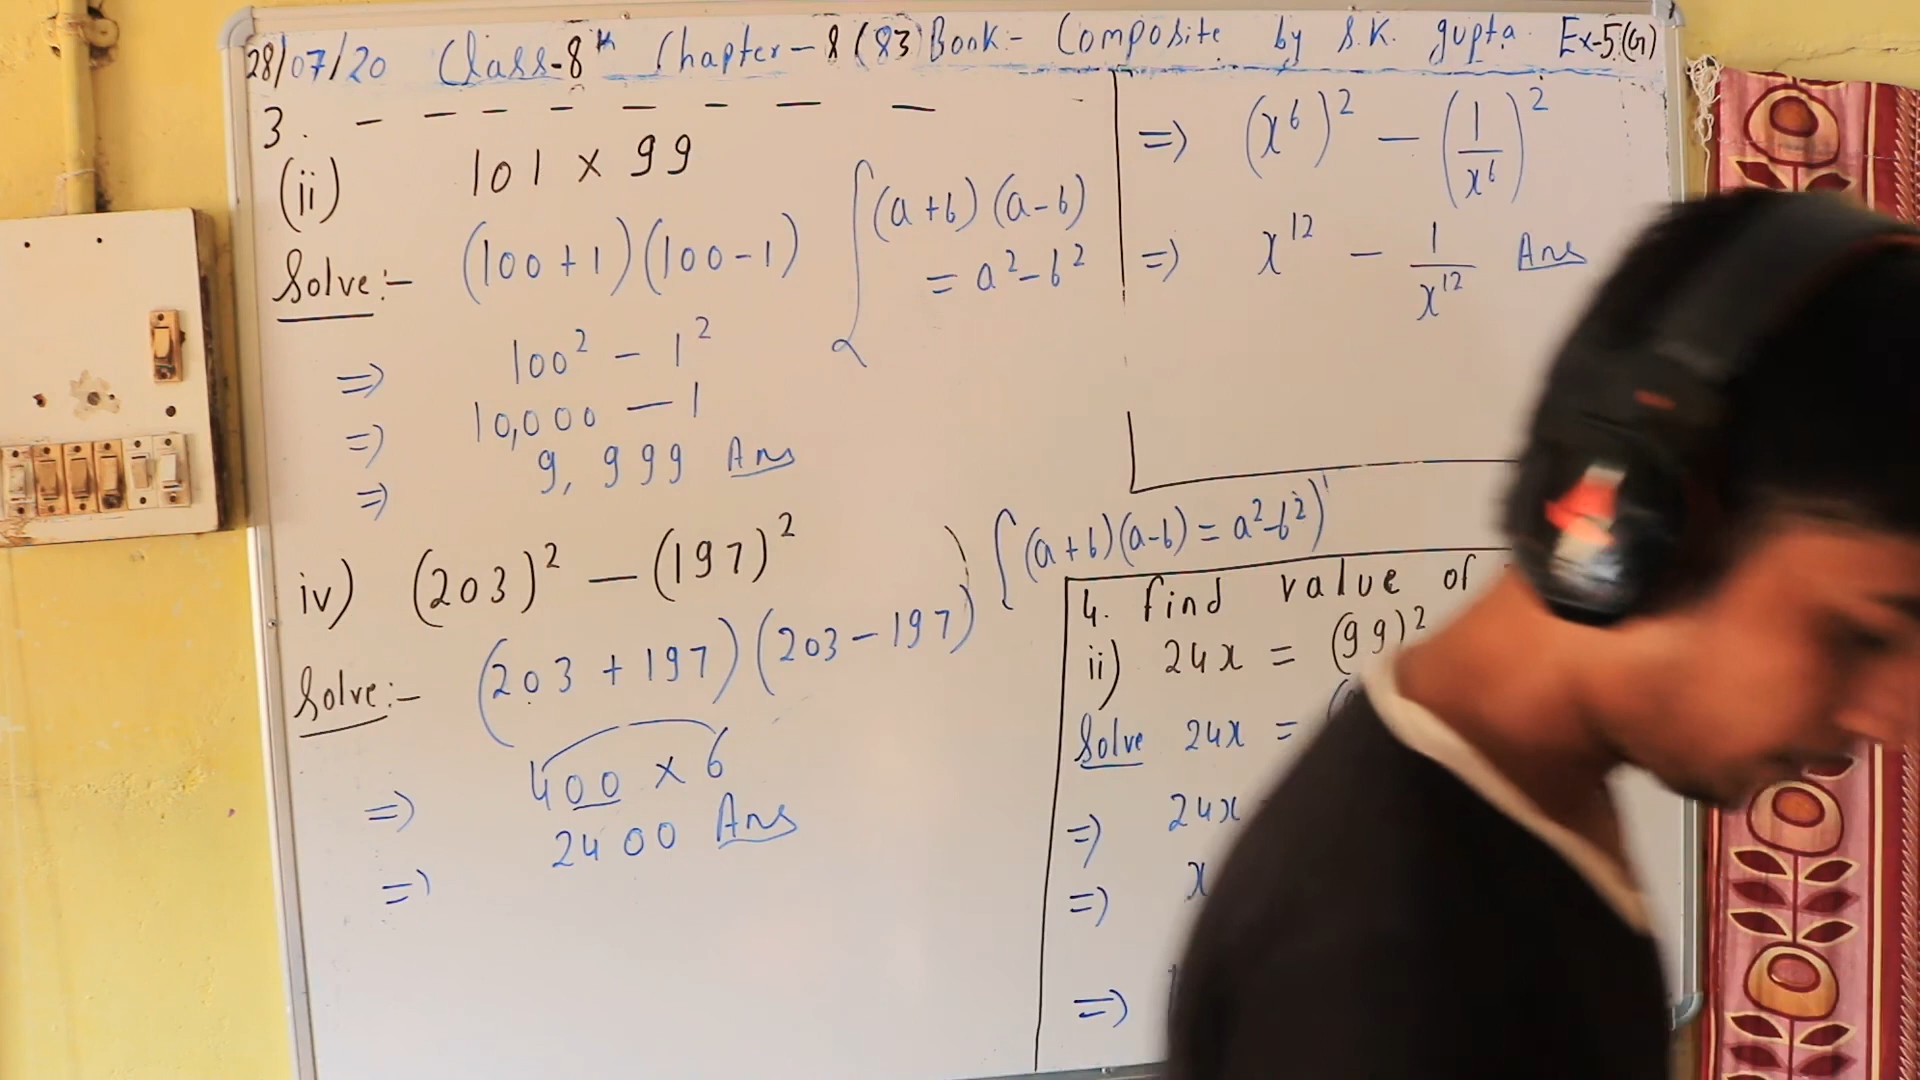 28/07/20 Class-8th Chapter-8 (83) Book:- Composite by S.K. gupta. Ex-5(G)
3. - - - - - - -
(ii) 101 × 99
Solve:- (100+1)(100-1)
(a+b)(a-b)
= a²-b²
=> 100² - 1²
=> 10,000 - 1
=> 9,999 Ans
iv) (203)² - (197)²
Solve:- (203+197)(203-197)
{(a+b)(a-b) = a²-b²)
=> 400 × 6
=> 2400 Ans
=> (x⁶)² - (1/x⁶)²
=> x¹² - 1/x¹² Ans
4. find value of
ii) 24x = (99)²
Solve 24x =
=> 24x
=> x
=>